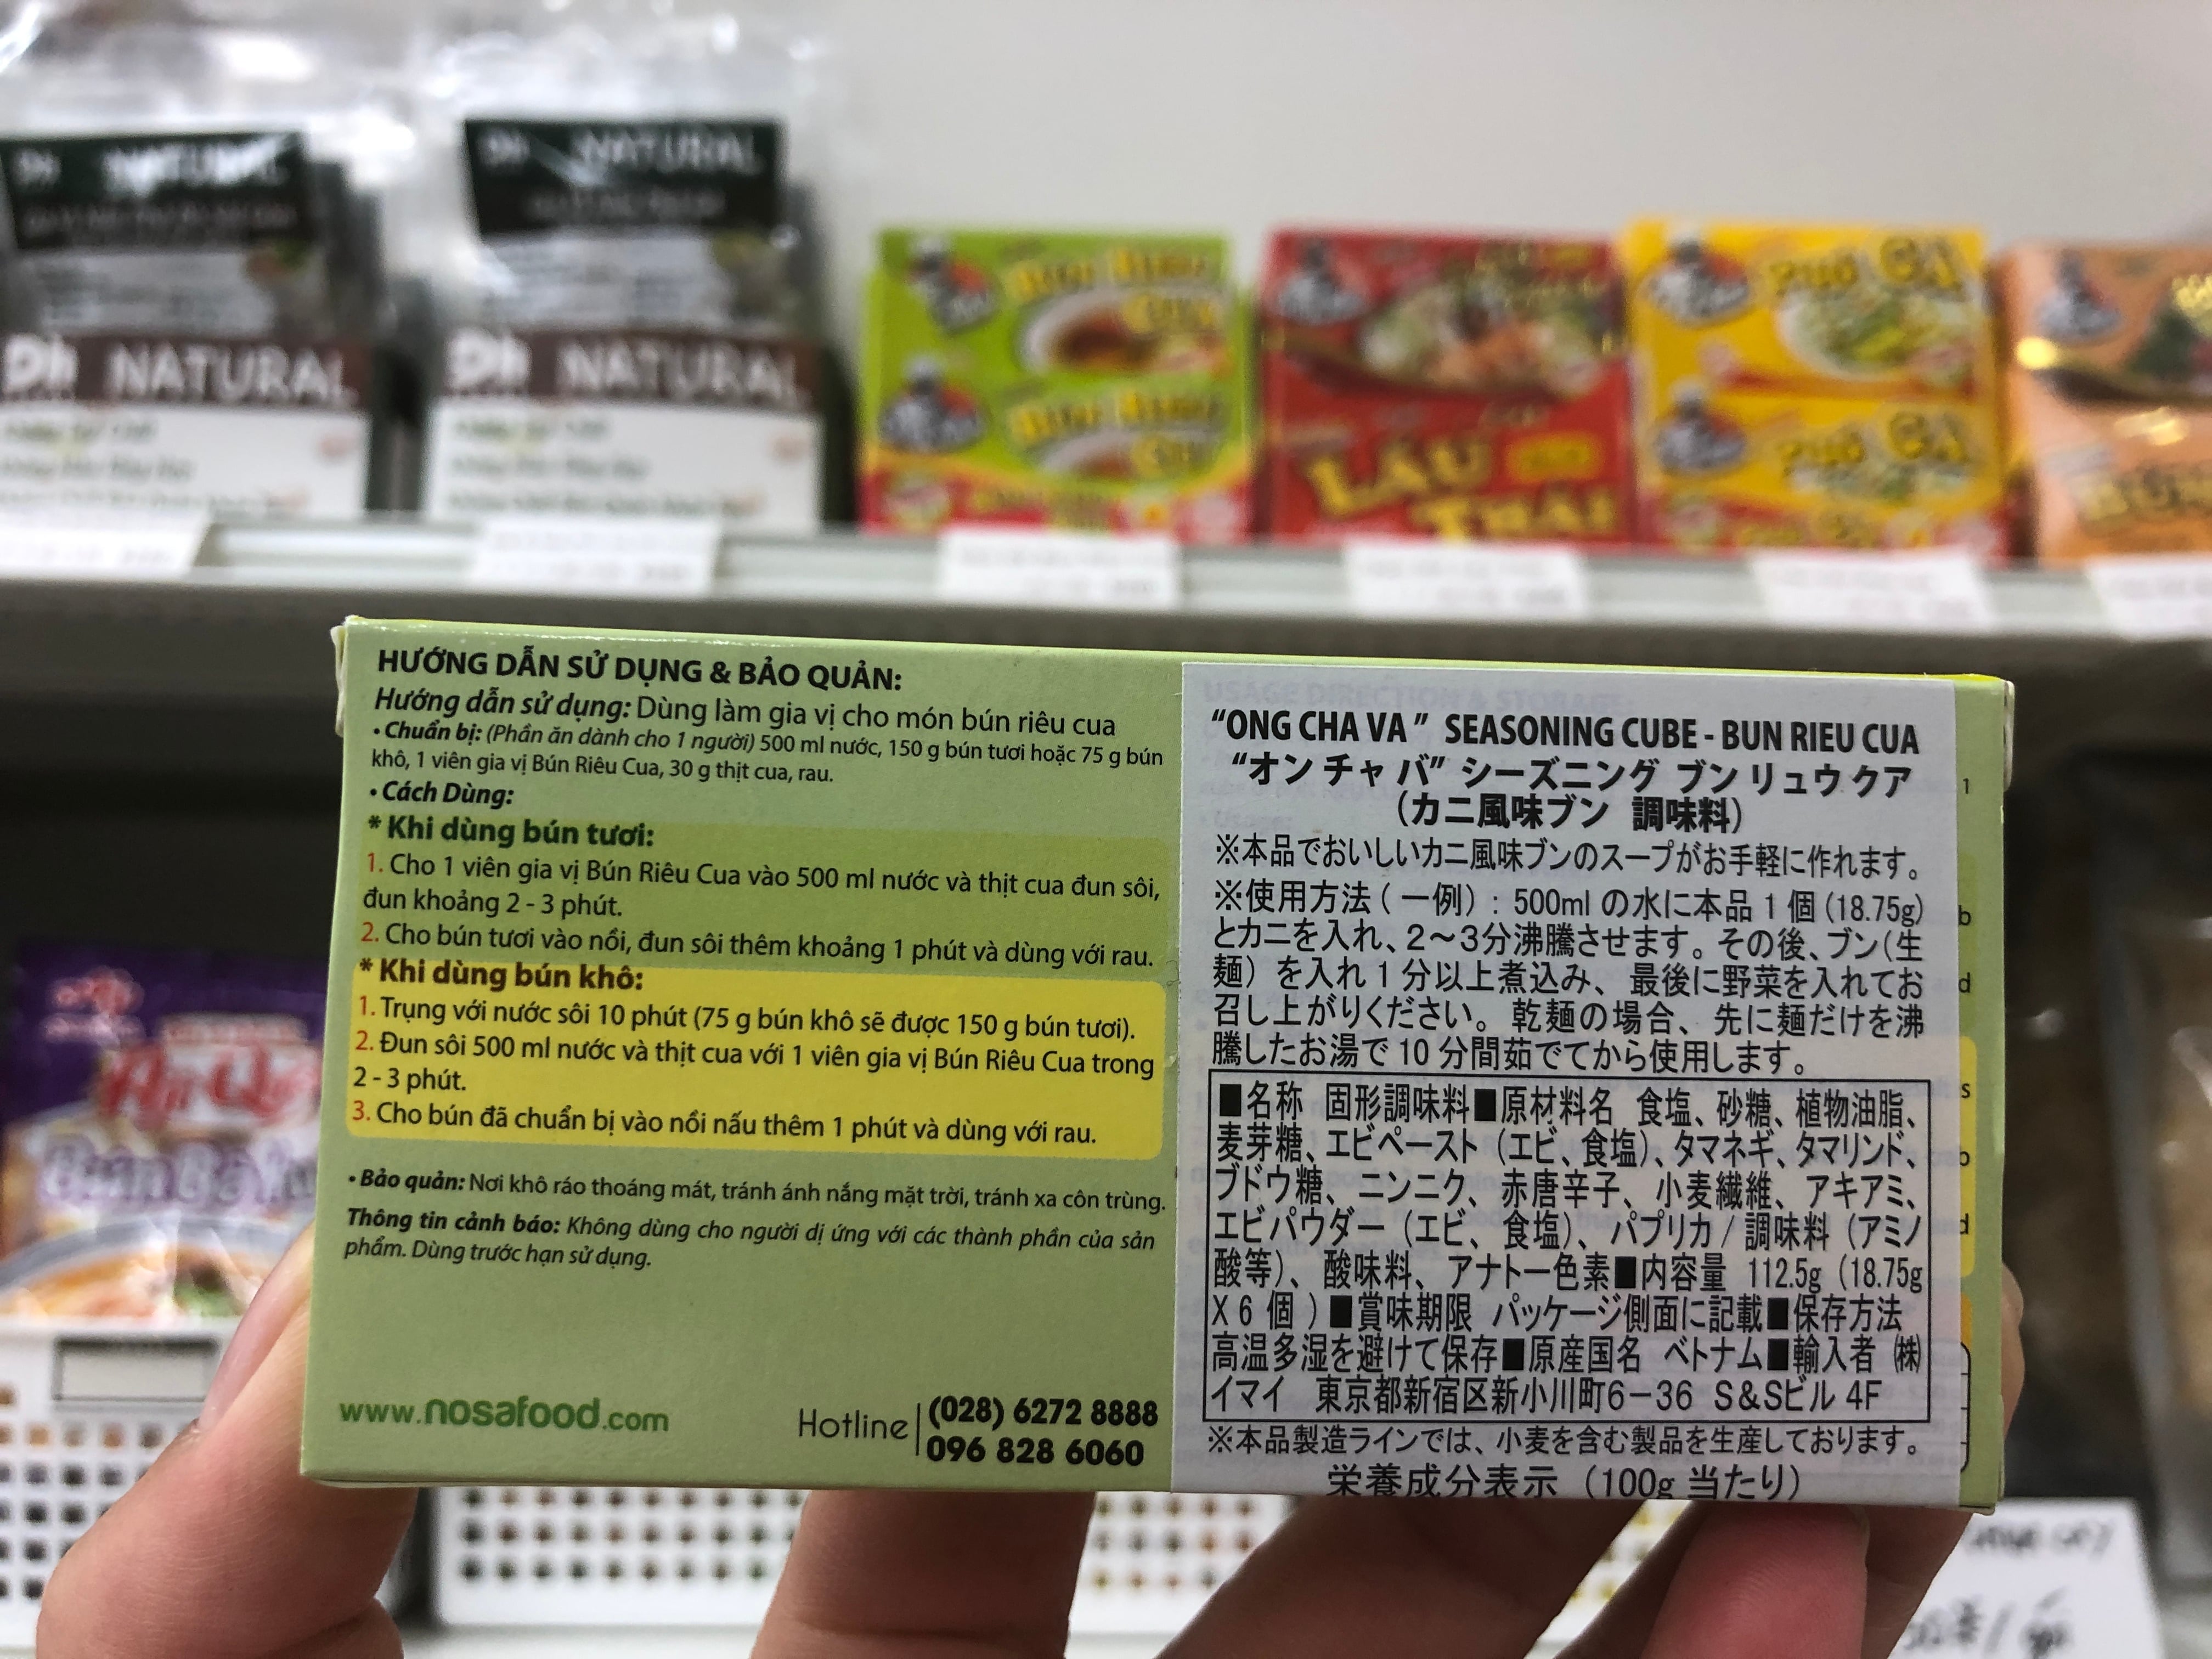 Dh NATURAL
Dh NATURAL
Dh NATURAL
Dh NATURAL
BÚN RIÊU
CUA
BÚN RIÊU
CUA
LẨU
THÁI
PHỞ GÀ
PHỞ GÀ
BÚN
HƯỚNG DẪN SỬ DỤNG & BẢO QUẢN:
Hướng dẫn sử dụng: Dùng làm gia vị cho món bún riêu cua
• Chuẩn bị: (Phần ăn dành cho 1 người) 500 ml nước, 150 g bún tươi hoặc 75 g bún
khô, 1 viên gia vị Bún Riêu Cua, 30 g thịt cua, rau.
• Cách Dùng:
* Khi dùng bún tươi:
1. Cho 1 viên gia vị Bún Riêu Cua vào 500 ml nước và thịt cua đun sôi,
đun khoảng 2 - 3 phút.
2. Cho bún tươi vào nồi, đun sôi thêm khoảng 1 phút và dùng với rau.
* Khi dùng bún khô:
1. Trụng với nước sôi 10 phút (75 g bún khô sẽ được 150 g bún tươi).
2. Đun sôi 500 ml nước và thịt cua với 1 viên gia vị Bún Riêu Cua trong
2 - 3 phút.
3. Cho bún đã chuẩn bị vào nồi nấu thêm 1 phút và dùng với rau.
• Bảo quản: Nơi khô ráo thoáng mát, tránh ánh nắng mặt trời, tránh xa côn trùng.
Thông tin cảnh báo: Không dùng cho người dị ứng với các thành phần của sản
phẩm. Dùng trước hạn sử dụng.
www.nosafood.com
Hotline (028) 6272 8888
096 828 6060
USAGE DIRECTION & STORAGE:
“ONG CHA VA ” SEASONING CUBE - BUN RIEU CUA
“オン チャ バ” シーズニング ブン リュウ クア
（カニ風味ブン 調味料）
※本品でおいしいカニ風味ブンのスープがお手軽に作れます。
※使用方法（一例）: 500ml の水に本品 1 個 (18.75g)
とカニを入れ、2～3分沸騰させます。その後、ブン（生
麺）を入れ 1 分以上煮込み、最後に野菜を入れてお
召し上がりください。乾麺の場合、先に麺だけを沸
騰したお湯で 10 分間茹でてから使用します。
■名称 固形調味料■原材料名 食塩、砂糖、植物油脂、
麦芽糖、エビペースト（エビ、食塩）、タマネギ、タマリンド、
ブドウ糖、ニンニク、赤唐辛子、小麦繊維、アキアミ、
エビパウダー（エビ、食塩）、パプリカ / 調味料（アミノ
酸等）、酸味料、アナトー色素■内容量 112.5g（18.75g
X 6 個 ）■賞味期限 パッケージ側面に記載■保存方法
高温多湿を避けて保存■原産国名 ベトナム■輸入者 ㈱
イマイ 東京都新宿区新小川町6－36 S&Sビル 4F
※本品製造ラインでは、小麦を含む製品を生産しております。
栄養成分表示（100g 当たり）